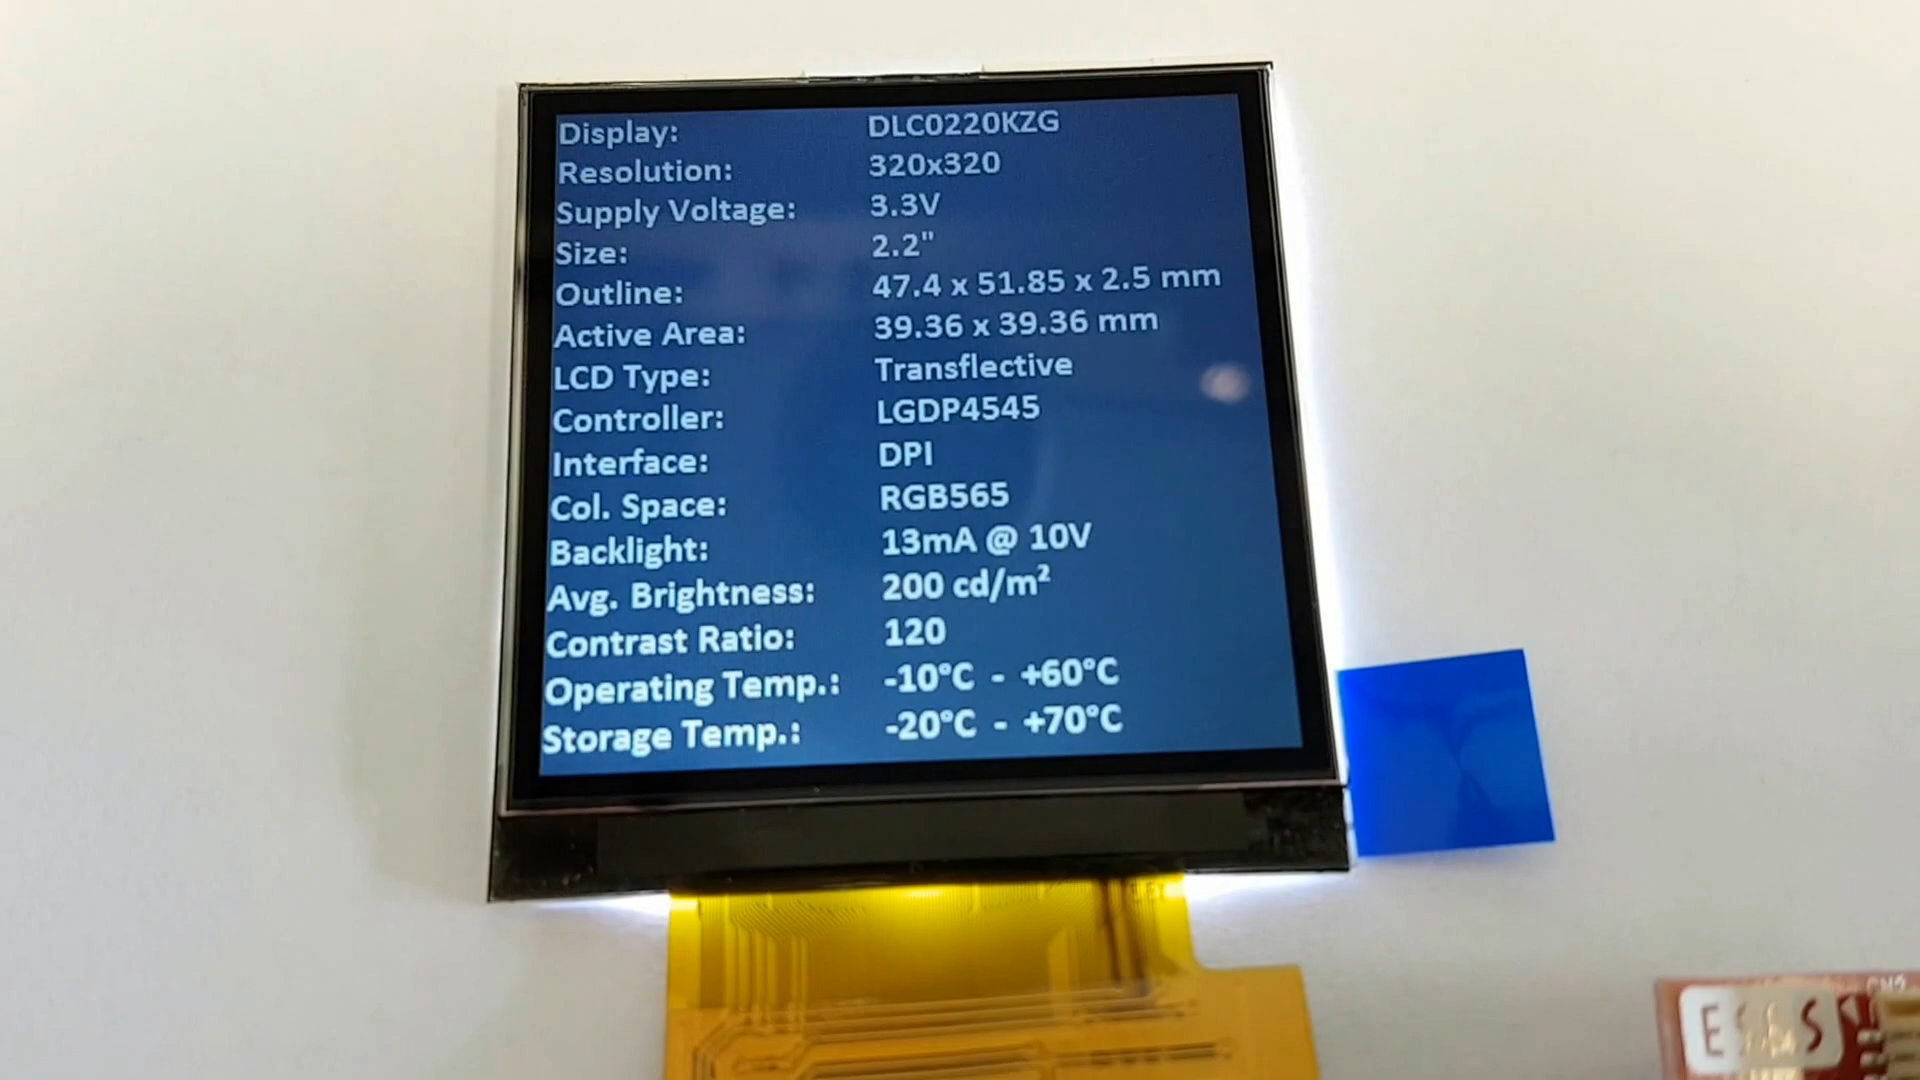 Display: DLC0220KZG
Resolution: 320x320
Supply Voltage: 3.3V
Size: 2.2"
Outline: 47.4 x 51.85 x 2.5 mm
Active Area: 39.36 x 39.36 mm
LCD Type: Transflective
Controller: LGDP4545
Interface: DPI
Col. Space: RGB565
Backlight: 13mA @ 10V
Avg. Brightness: 200 cd/m²
Contrast Ratio: 120
Operating Temp.: -10°C - +60°C
Storage Temp.: -20°C - +70°C